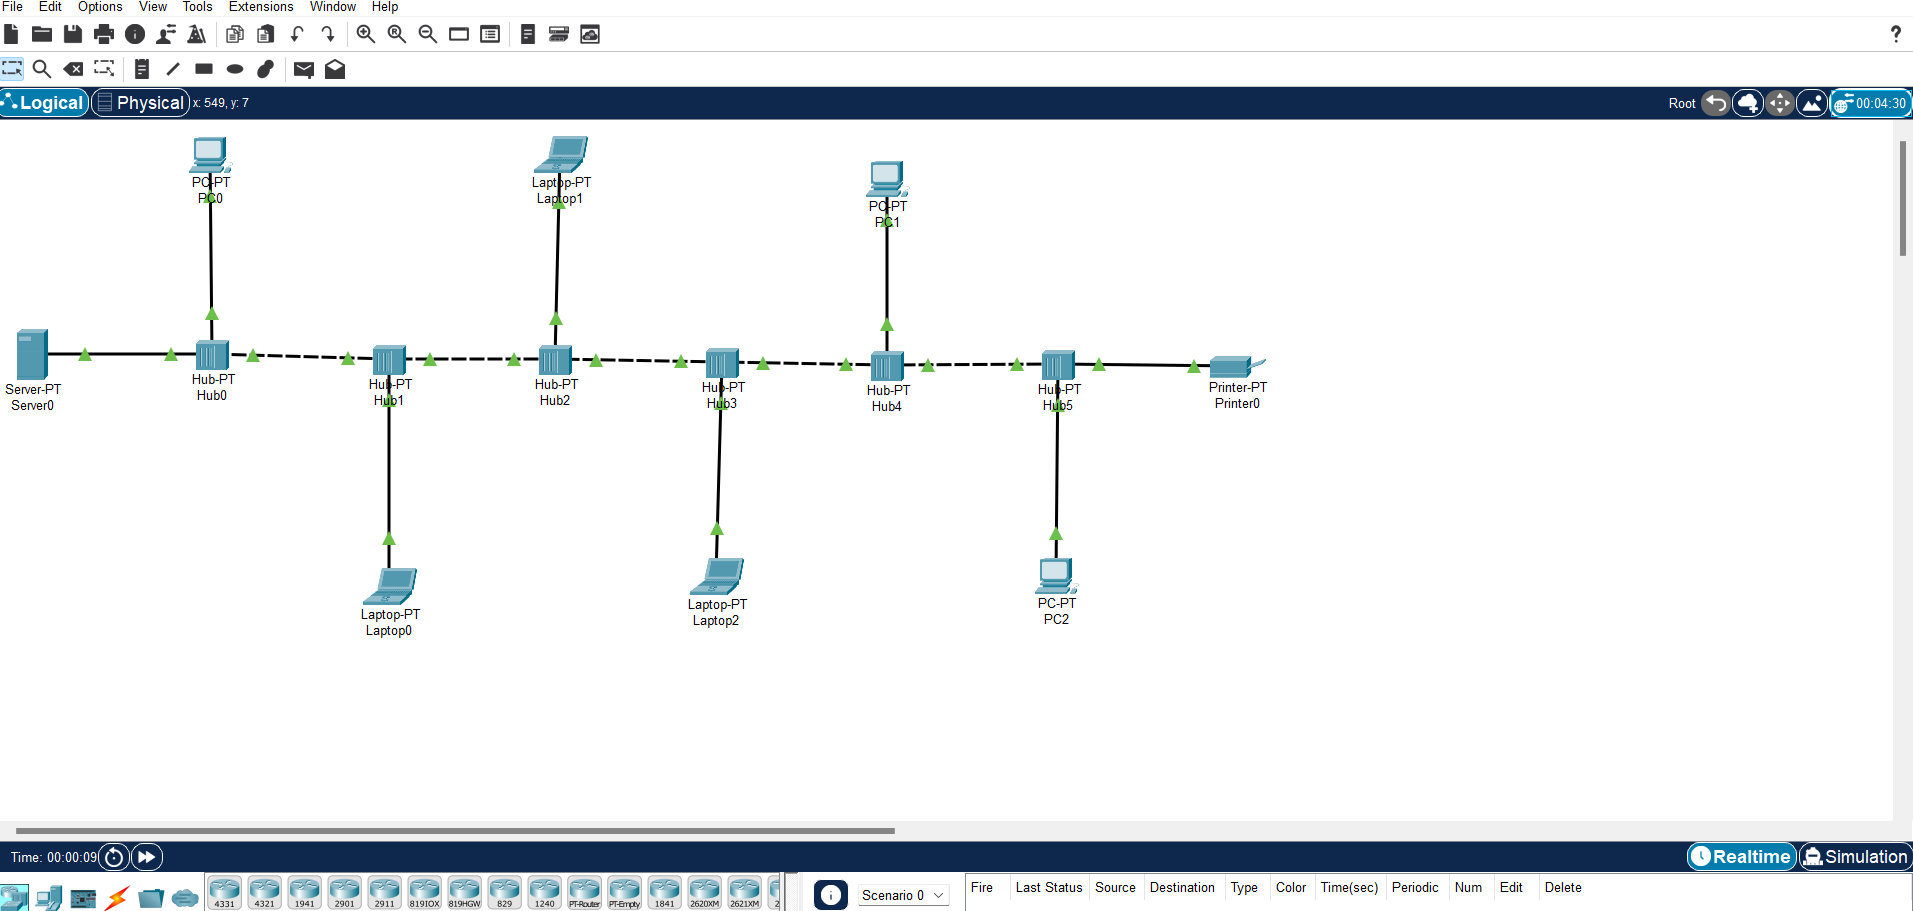 File Edit Options View Tools Extensions Window Help
Logical Physical x: 549, y: 7 Root 00:04:30
PC-PT
PC0
Laptop-PT
Laptop1
PC-PT
PC1
Server-PT
Server0
Hub-PT
Hub0
Hub-PT
Hub1
Hub-PT
Hub2
Hub-PT
Hub3
Hub-PT
Hub4
Hub-PT
Hub5
Printer-PT
Printer0
Laptop-PT
Laptop0
Laptop-PT
Laptop2
PC-PT
PC2
Time: 00:00:09 Realtime Simulation
4331 4321 1941 2901 2911 819IOX 819HGW 829 1240 PT-Router PT-Empty 1841 2620XM 2621XM 2
Scenario 0
Fire Last Status Source Destination Type Color Time(sec) Periodic Num Edit Delete